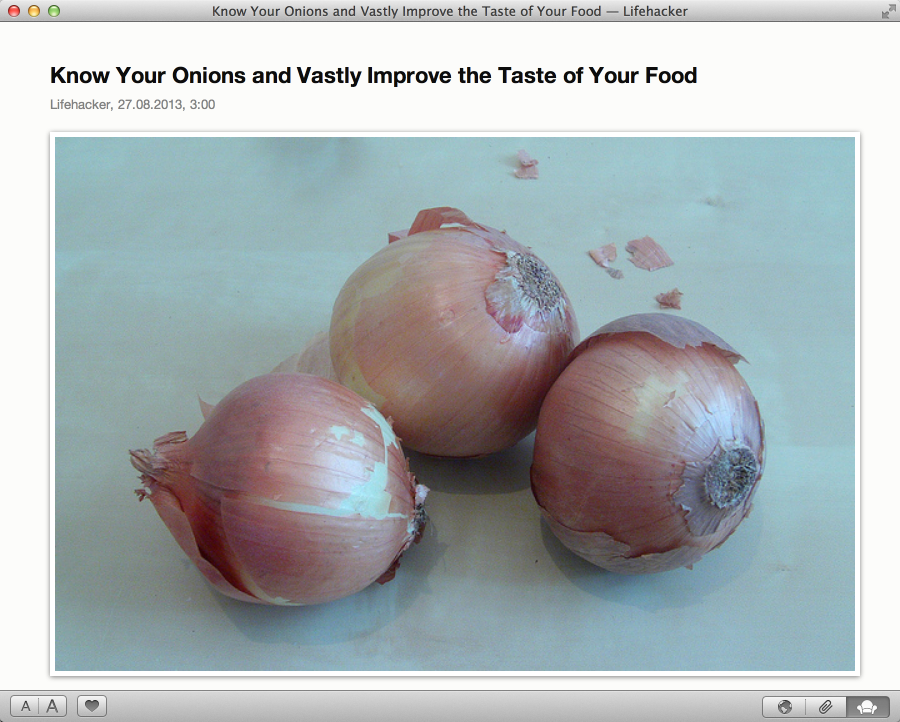 Know Your Onions and Vastly Improve the Taste of Your Food — Lifehacker
Know Your Onions and Vastly Improve the Taste of Your Food
Lifehacker, 27.08.2013, 3:00
A A